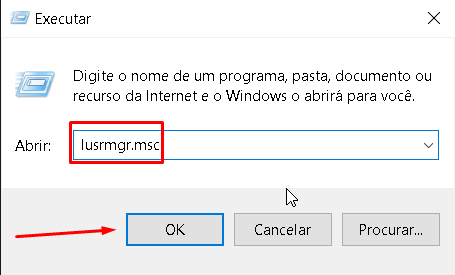 Executar
Digite o nome de um programa, pasta, documento ou
recurso da Internet e o Windows o abrirá para você.
Abrir: lusrmgr.msc
OK Cancelar Procurar...